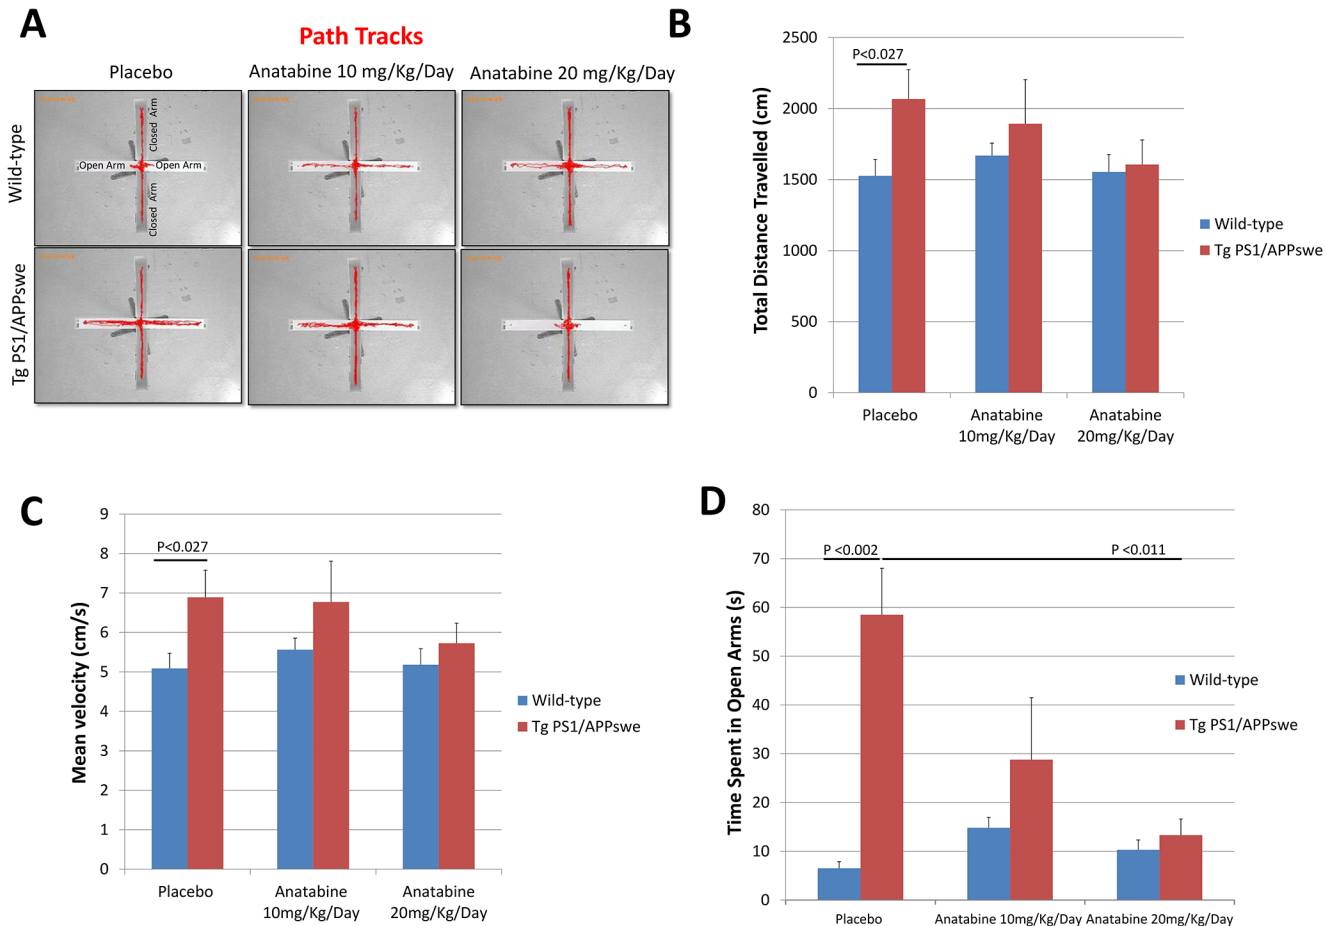 A
Path Tracks
Placebo
Anatabine 10 mg/Kg/Day
Anatabine 20 mg/Kg/Day
Wild-type
Closed Arm
Open Arm
Open Arm
Closed Arm
Tg PS1/APPswe
B
2500
2000
1500
1000
500
0
Total Distance Travelled (cm)
P<0.027
Placebo
Anatabine
10mg/Kg/Day
Anatabine
20mg/Kg/Day
Wild-type
Tg PS1/APPswe
C
9
8
7
6
5
4
3
2
1
0
Mean velocity (cm/s)
P<0.027
Placebo
Anatabine
10mg/Kg/Day
Anatabine
20mg/Kg/Day
Wild-type
Tg PS1/APPswe
D
80
70
60
50
40
30
20
10
0
Time Spent in Open Arms (s)
P <0.002
P <0.011
Placebo
Anatabine 10mg/Kg/Day
Anatabine 20mg/Kg/Day
Wild-type
Tg PS1/APPswe